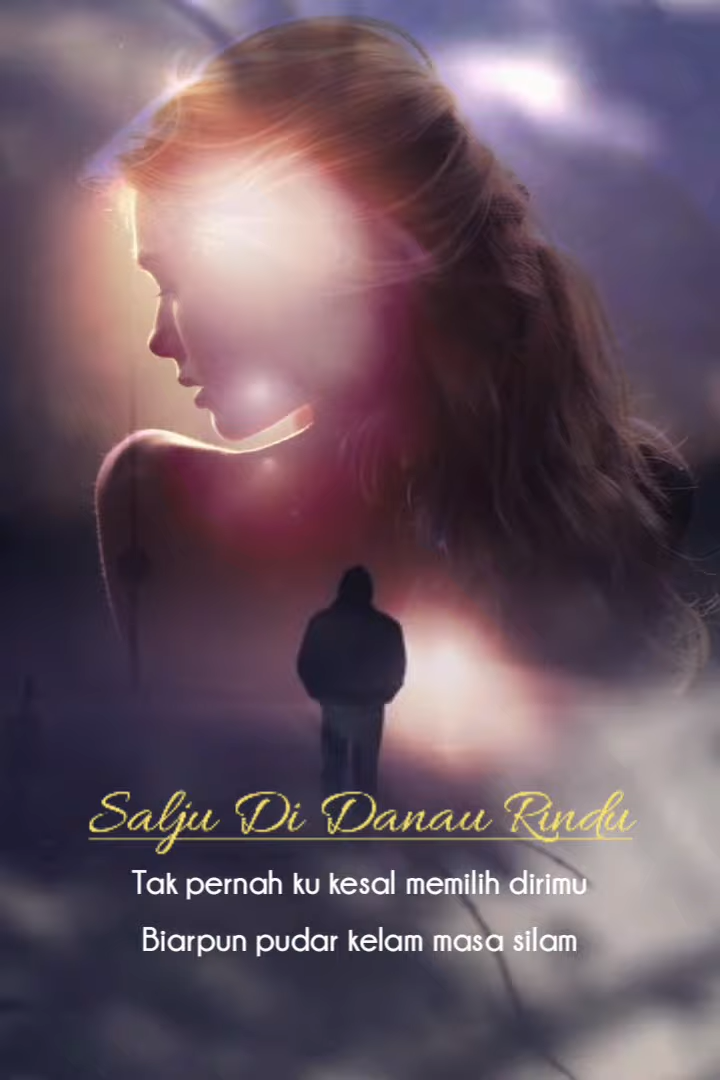 Salju Di Danau Rindu
Tak pernah ku kesal memilih dirimu
Biarpun pudar kelam masa silam